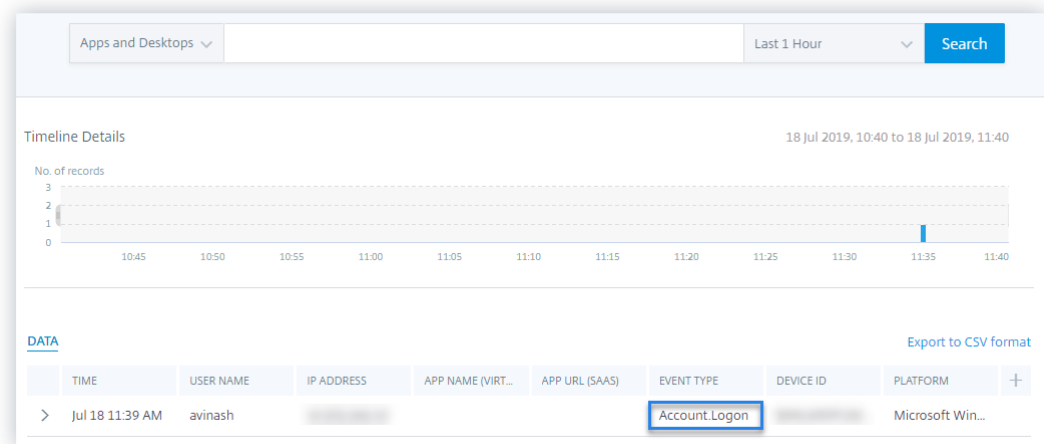 Apps and Desktops Last 1 Hour Search
Timeline Details 18 Jul 2019, 10:40 to 18 Jul 2019, 11:40
No. of records
3
2
1
0
10:45 10:50 10:55 11:00 11:05 11:10 11:15 11:20 11:25 11:30 11:35 11:40
DATA Export to CSV format
TIME USER NAME IP ADDRESS APP NAME (VIRT... APP URL (SAAS) EVENT TYPE DEVICE ID PLATFORM
Jul 18 11:39 AM avinash Account.Logon Microsoft Win...